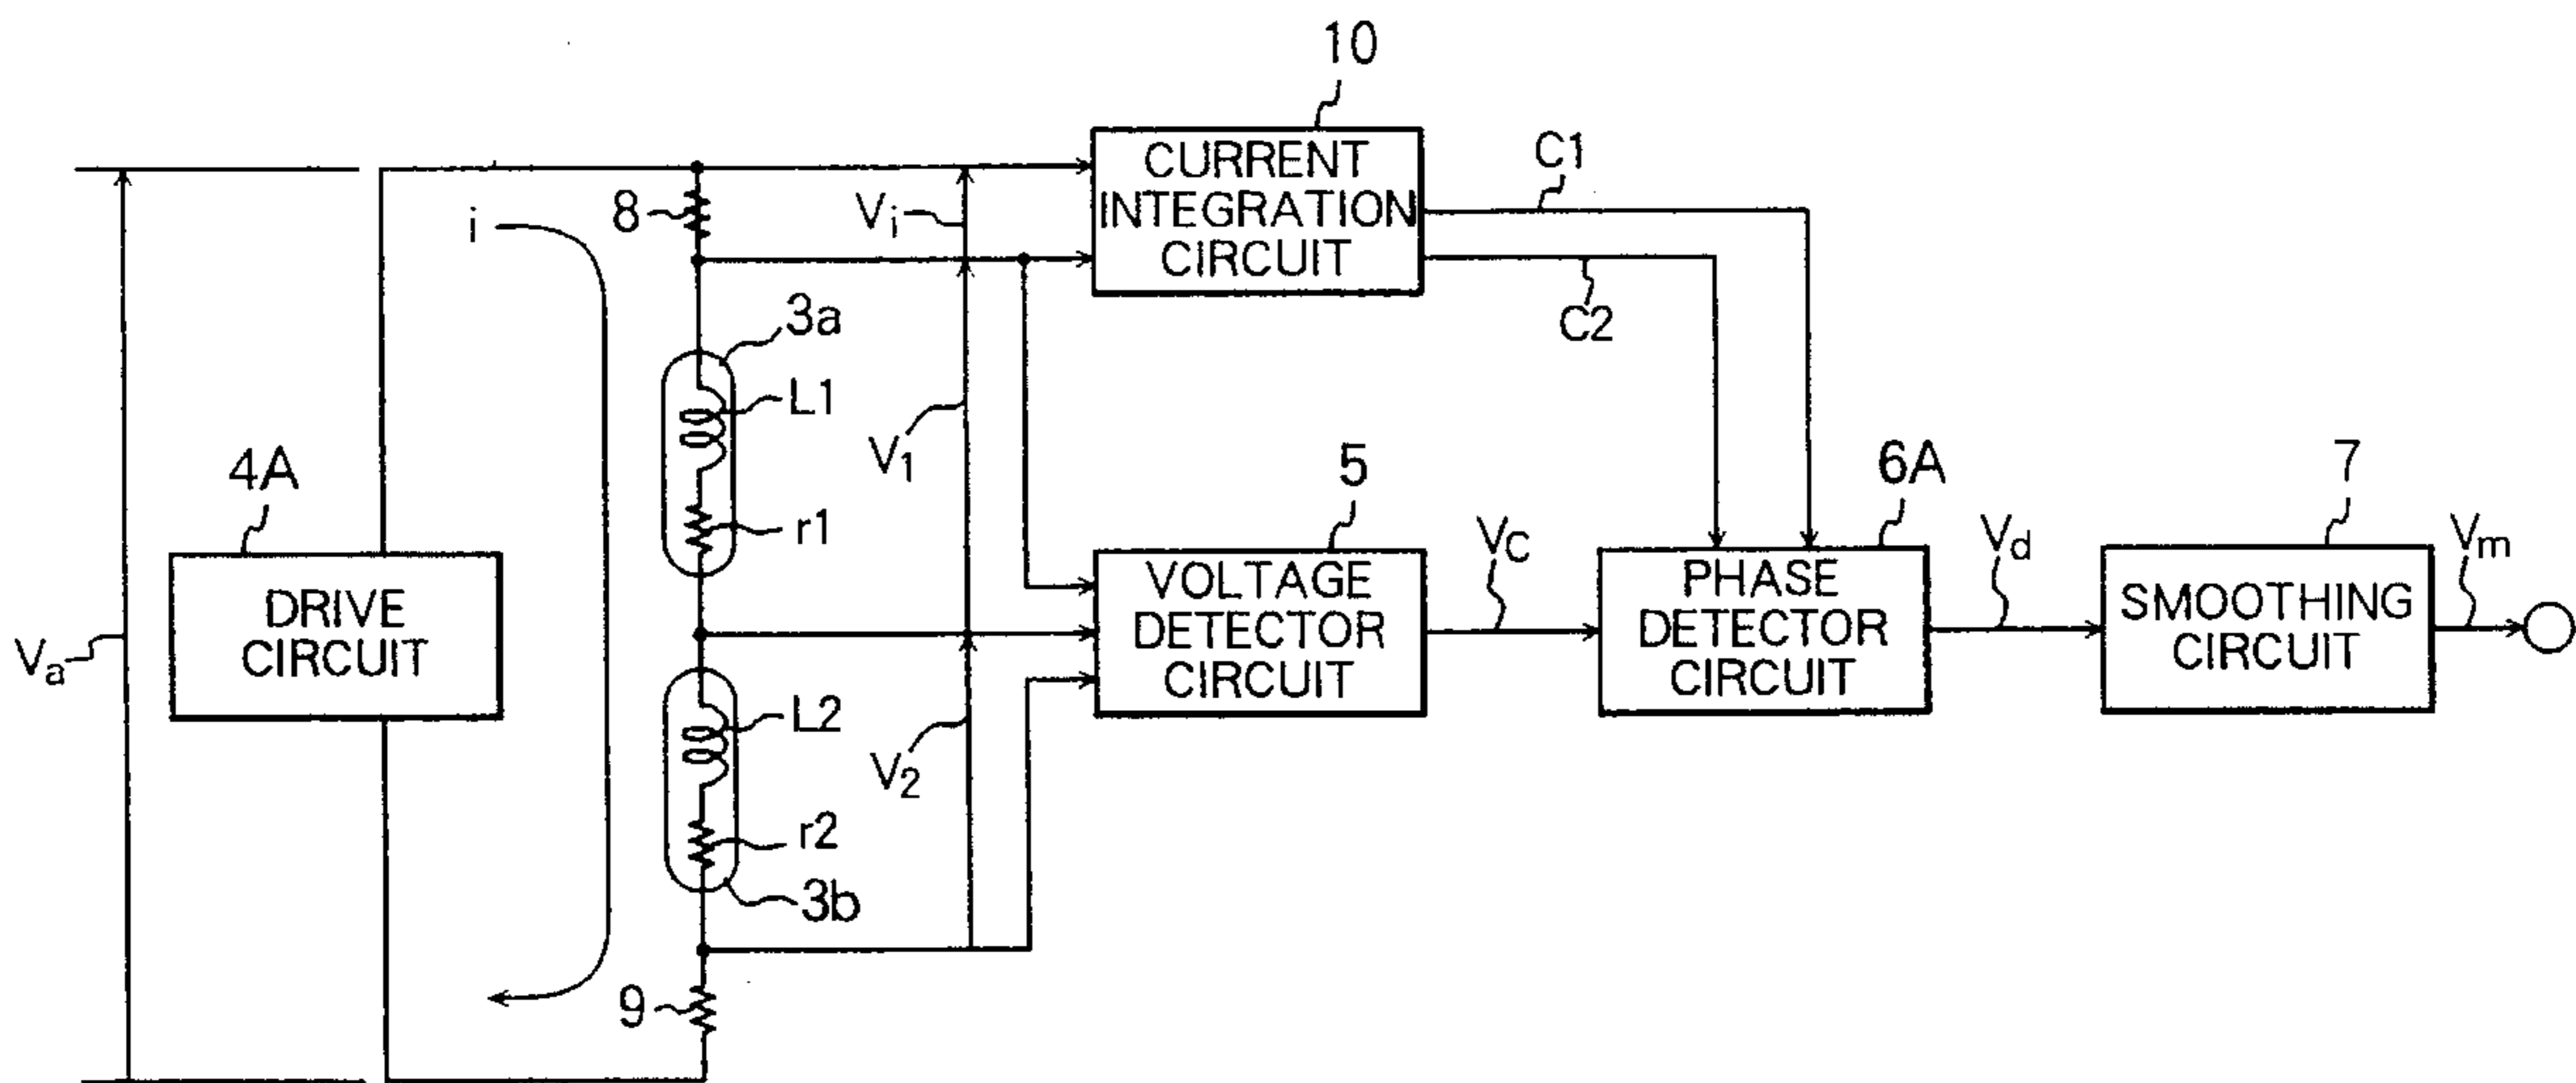 10
CURRENT
INTEGRATION
CIRCUIT
C1
C2
8
Vi
i
3a
L1
V1
r1
4A
DRIVE
CIRCUIT
Va
5
VOLTAGE
DETECTOR
CIRCUIT
VC
6A
PHASE
DETECTOR
CIRCUIT
Vd
7
SMOOTHING
CIRCUIT
Vm
L2
V2
r2
3b
9